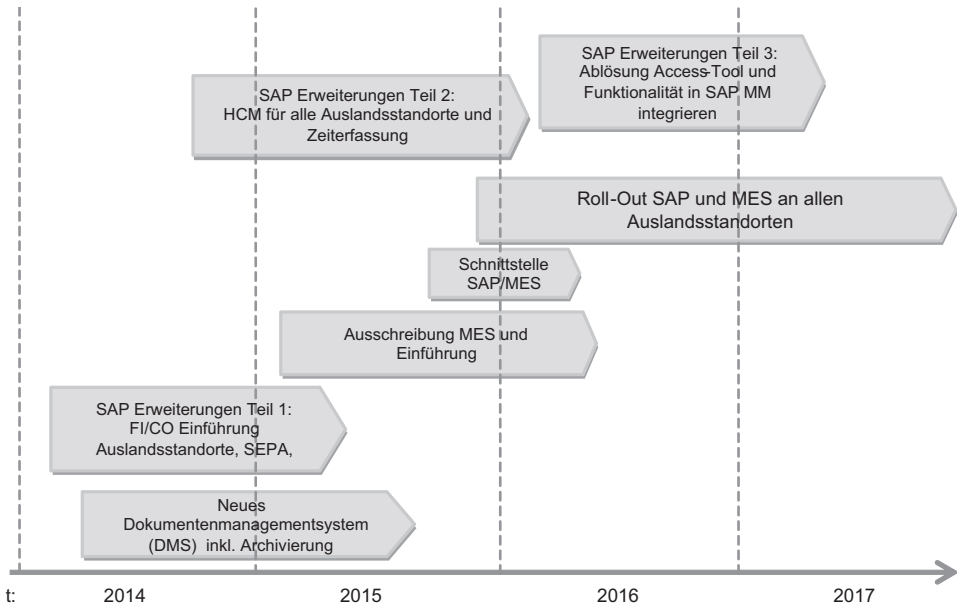 SAP Erweiterungen Teil 3:
Ablösung Access-Tool und
Funktionalität in SAP MM
integrieren
SAP Erweiterungen Teil 2:
HCM für alle Auslandsstandorte und
Zeiterfassung
Roll-Out SAP und MES an allen
Auslandsstandorten
Schnittstelle
SAP/MES
Ausschreibung MES und
Einführung
SAP Erweiterungen Teil 1:
FI/CO Einführung
Auslandsstandorte, SEPA,
Neues
Dokumentenmanagementsystem
(DMS) inkl. Archivierung
t: 2014 2015 2016 2017